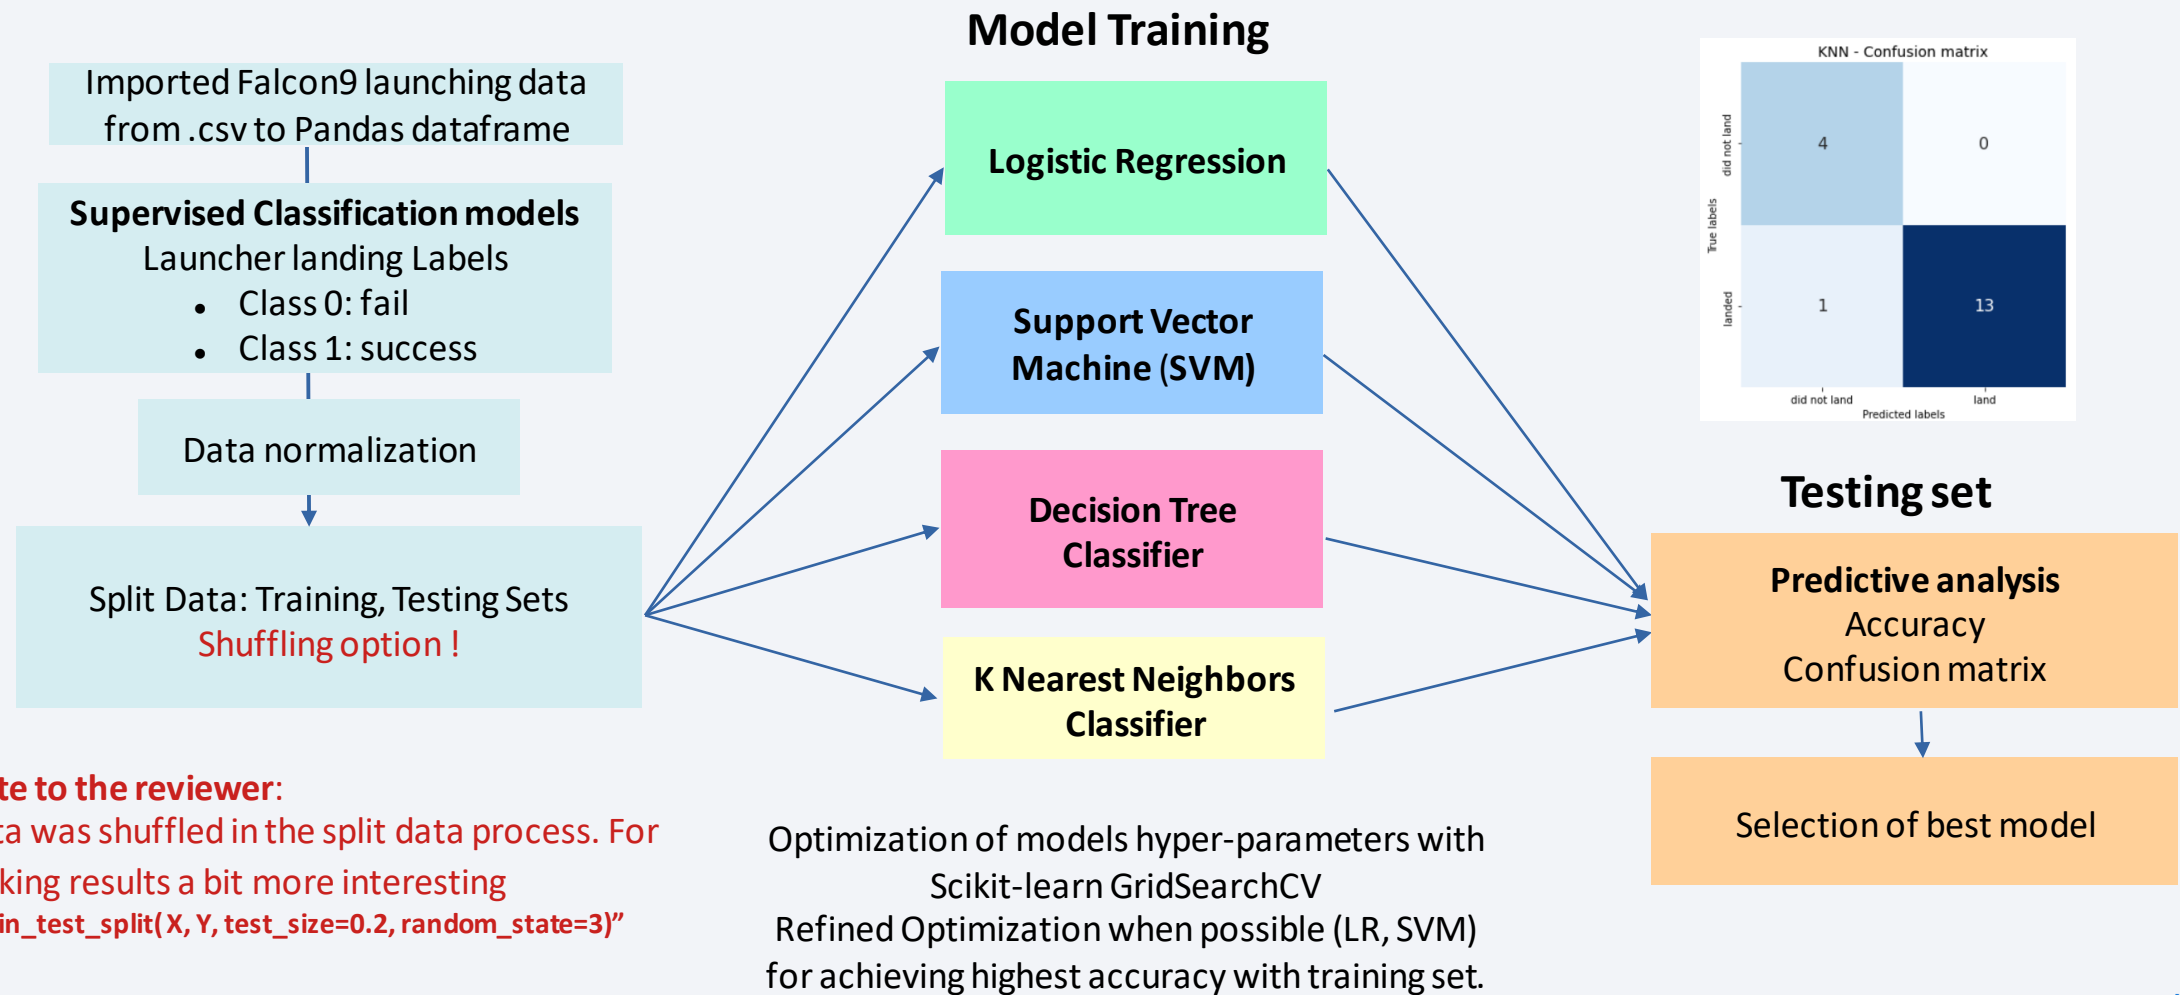 Model Training
Imported Falcon9 launching data
from .csv to Pandas dataframe
Supervised Classification models
Launcher landing Labels
• Class 0: fail
• Class 1: success
Data normalization
Split Data: Training, Testing Sets
Shuffling option !
te to the reviewer:
ta was shuffled in the split data process. For
king results a bit more interesting
in_test_split( X, Y, test_size=0.2, random_state=3)”
Logistic Regression
Support Vector
Machine (SVM)
Decision Tree
Classifier
K Nearest Neighbors
Classifier
Optimization of models hyper-parameters with
Scikit-learn GridSearchCV
Refined Optimization when possible (LR, SVM)
for achieving highest accuracy with training set.
KNN - Confusion matrix
True labels
did not land
4 0
landed
1 13
did not land land
Predicted labels
Testing set
Predictive analysis
Accuracy
Confusion matrix
Selection of best model